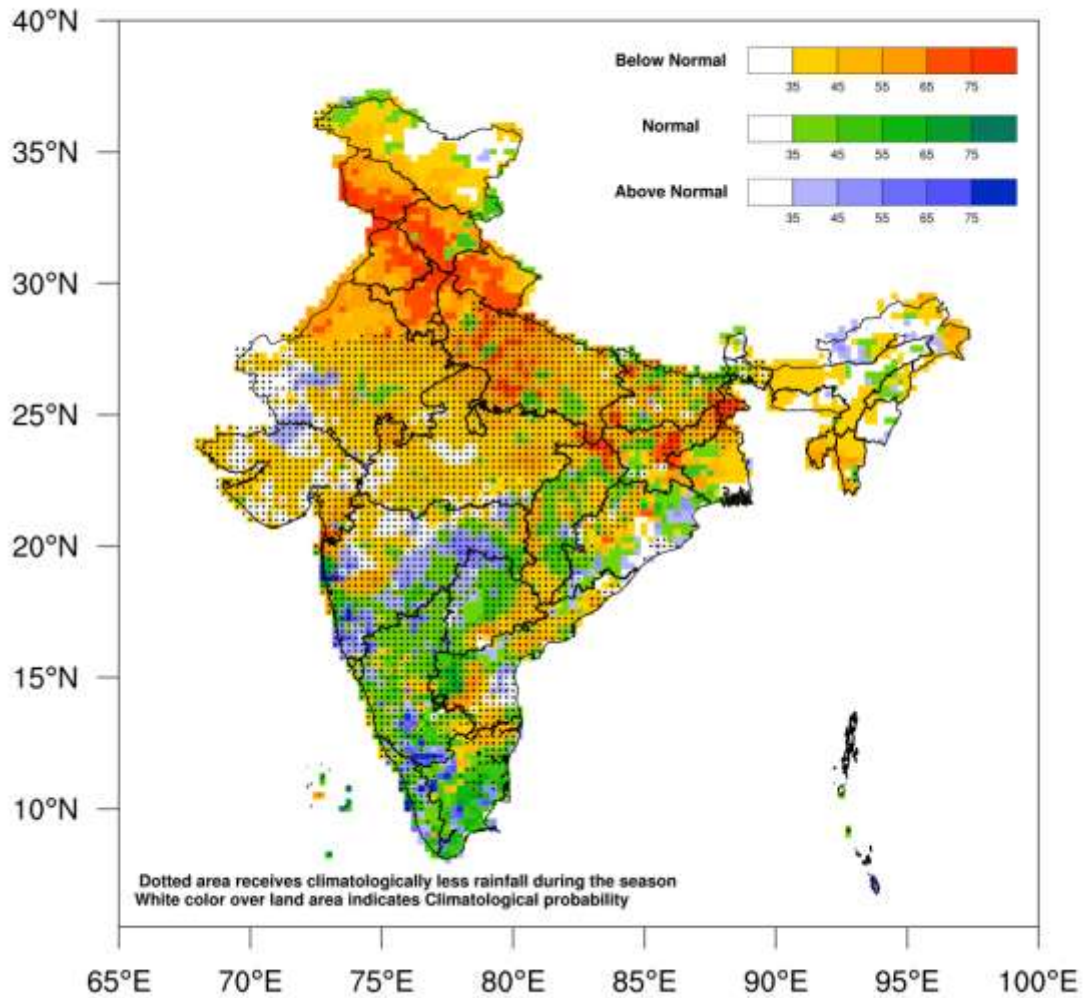 40°N
35°N
30°N
25°N
20°N
15°N
10°N
Below Normal
35 45 55 65 75
Normal
35 45 55 65 75
Above Normal
35 45 55 65 75
Dotted area receives climatologically less rainfall during the season
White color over land area indicates Climatological probability
65°E 70°E 75°E 80°E 85°E 90°E 95°E 100°E